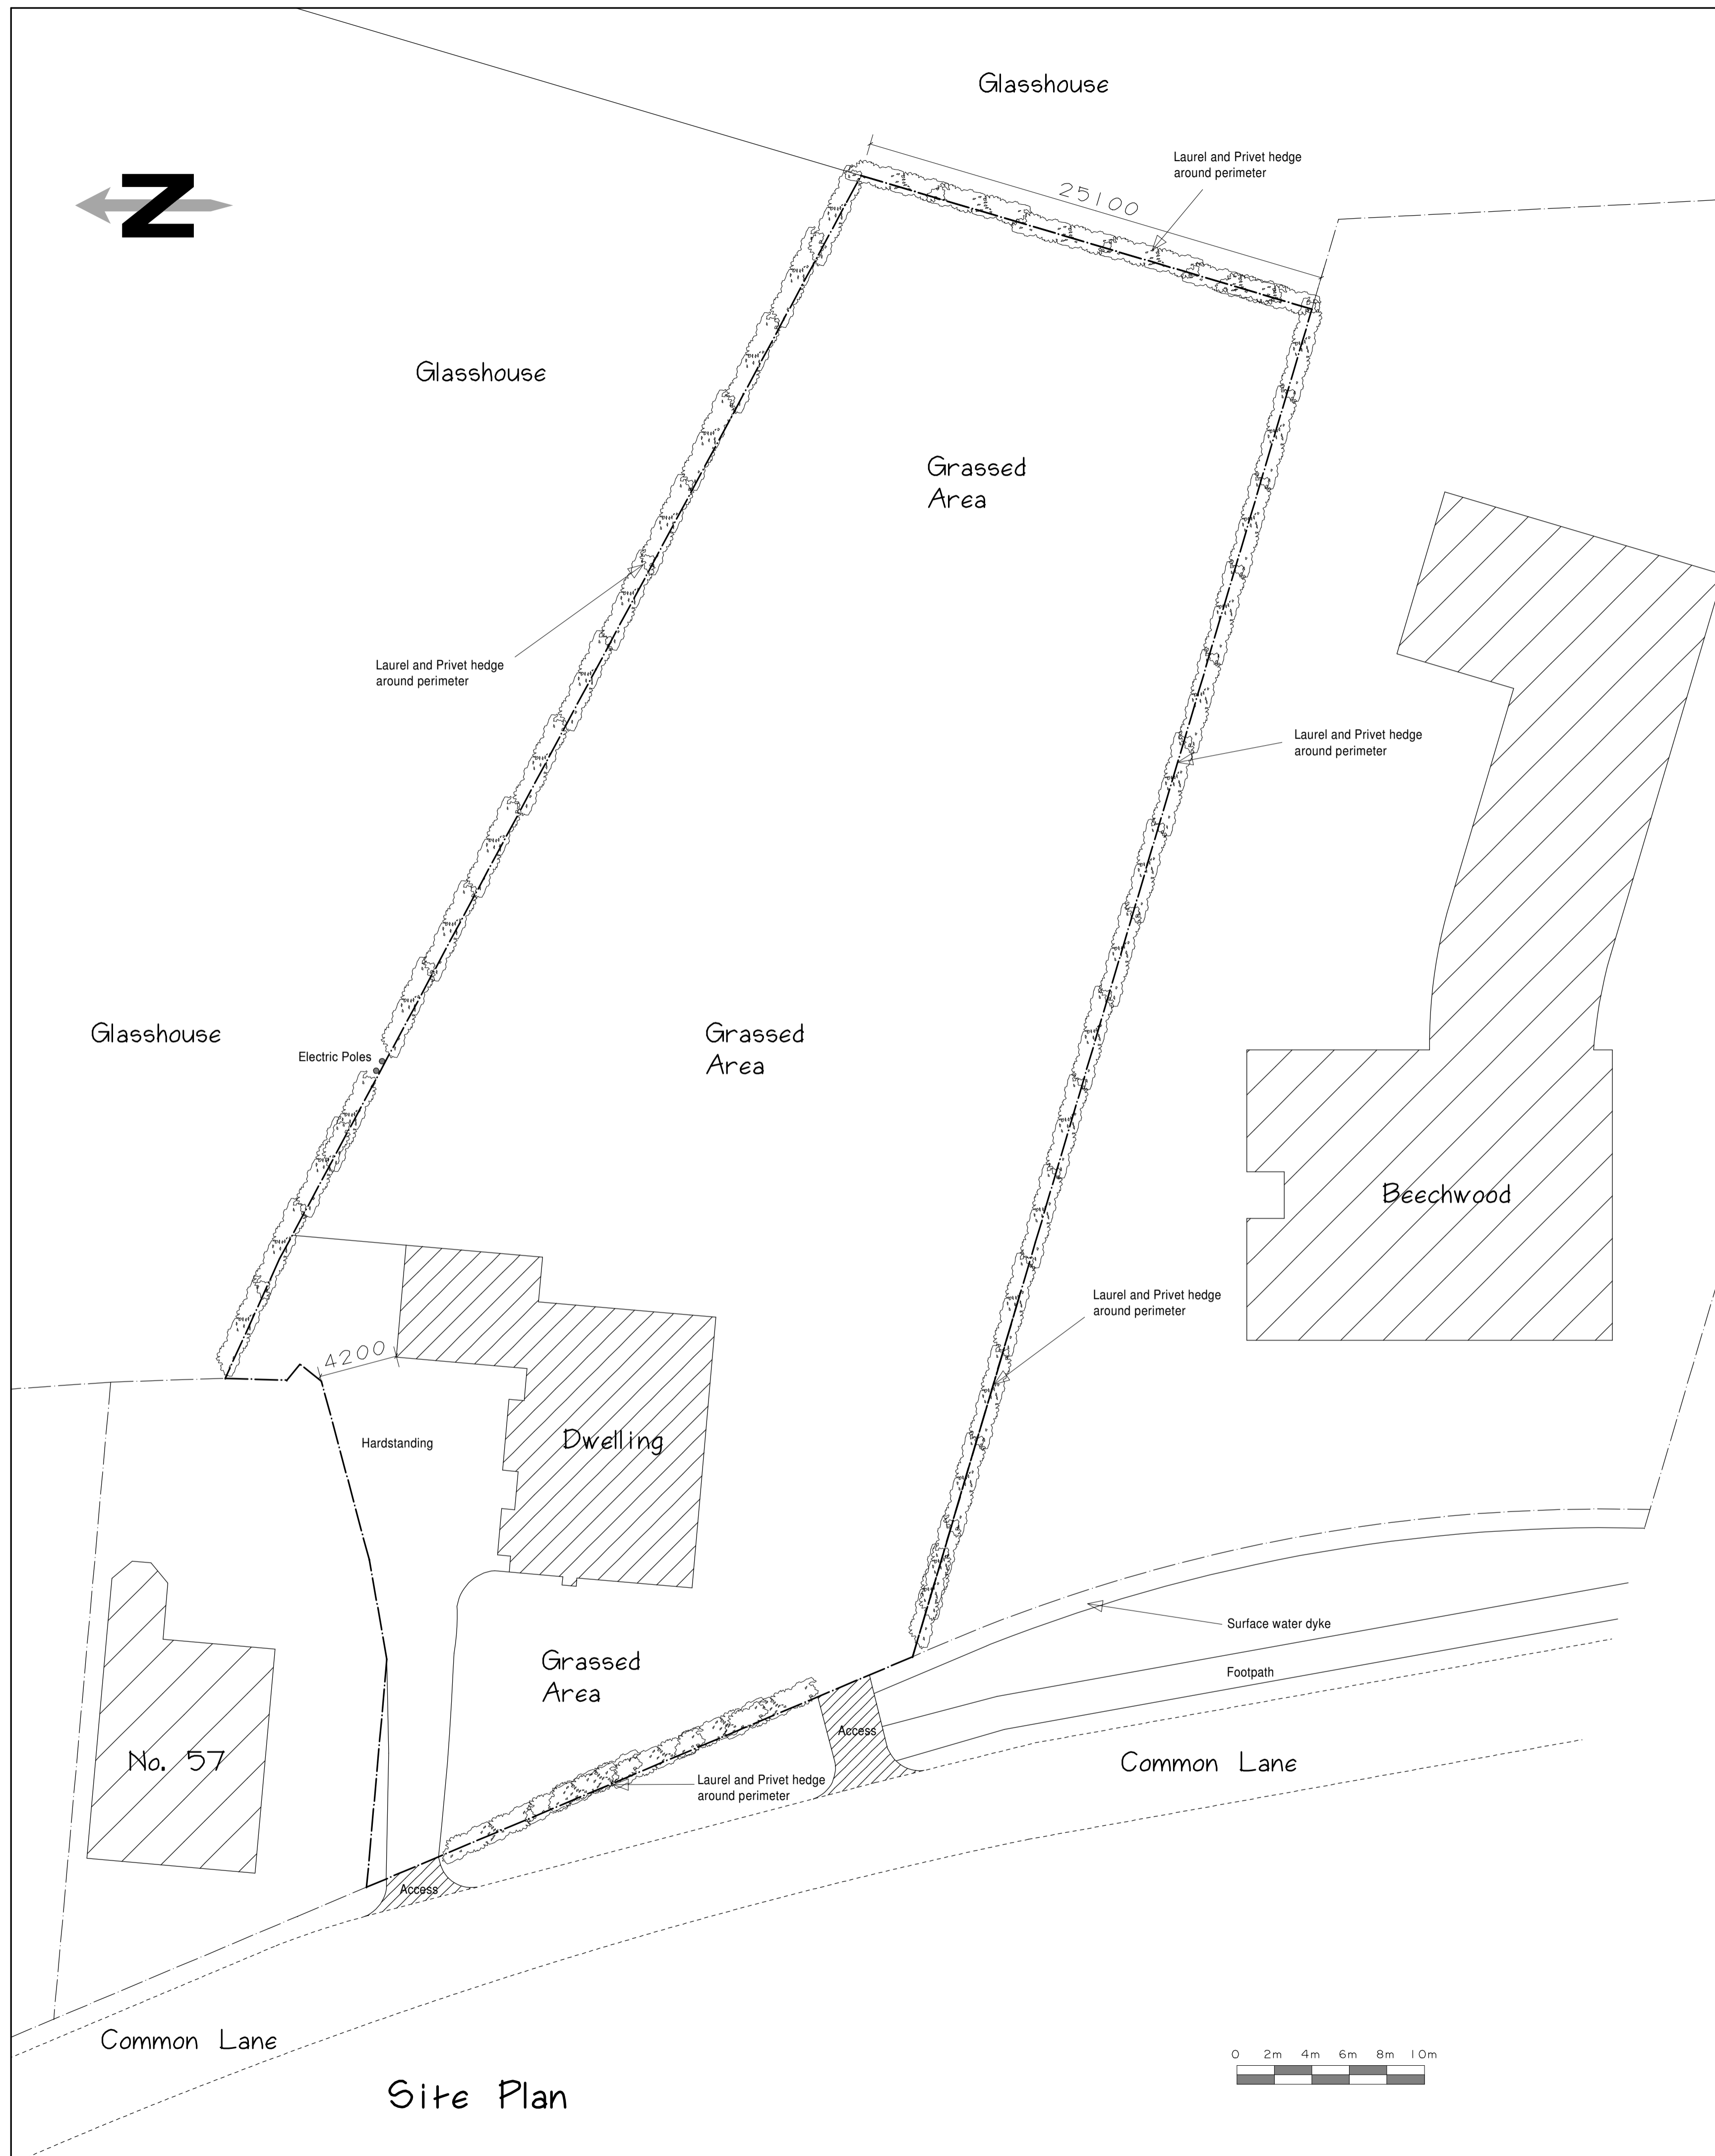 Glasshouse
Laurel and Privet hedge
around perimeter
25100
N
Glasshouse
Grassed
Area
Laurel and Privet hedge
around perimeter
Laurel and Privet hedge
around perimeter
Glasshouse
Electric Poles
Grassed
Area
Beechwood
Laurel and Privet hedge
around perimeter
4200
Hardstanding
Dwelling
Surface water dyke
Grassed
Area
Footpath
Access
No. 57
Common Lane
Laurel and Privet hedge
around perimeter
Access
Common Lane
0 2m 4m 6m 8m 10m
Site Plan